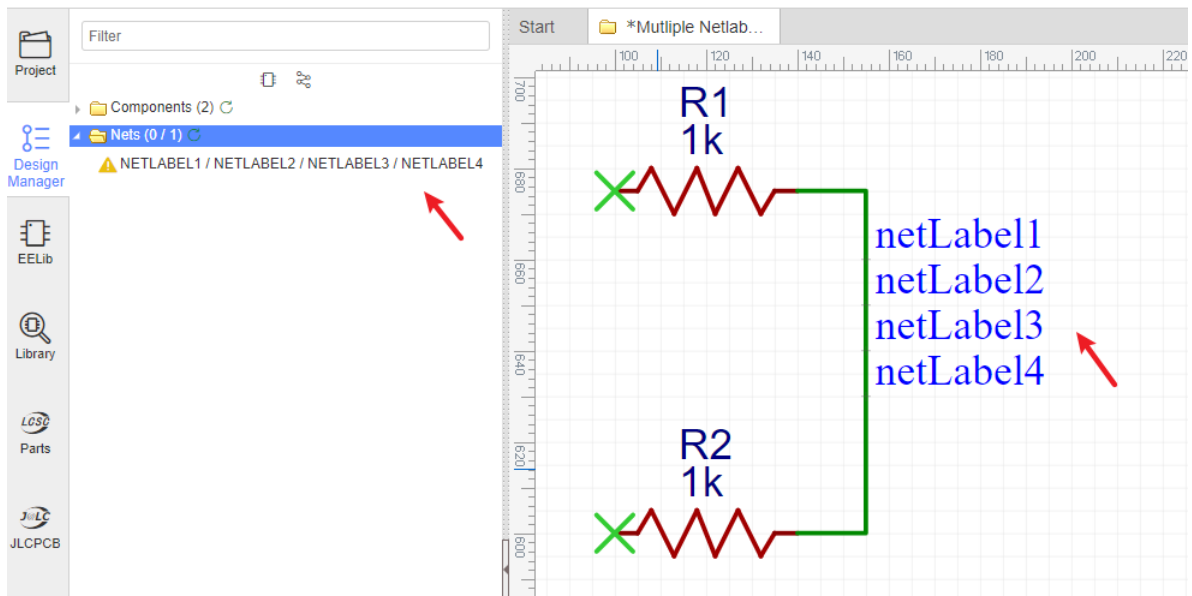 Project
Design
Manager
EELib
Library
LCSC
Parts
J@LC
JLCPCB
Filter
Components (2)
Nets (0 / 1)
NETLABEL1 / NETLABEL2 / NETLABEL3 / NETLABEL4
Start
*Mutliple Netlab...
100
120
140
160
180
200
220
700
680
660
640
620
600
R1
1k
netLabel1
netLabel2
netLabel3
netLabel4
R2
1k